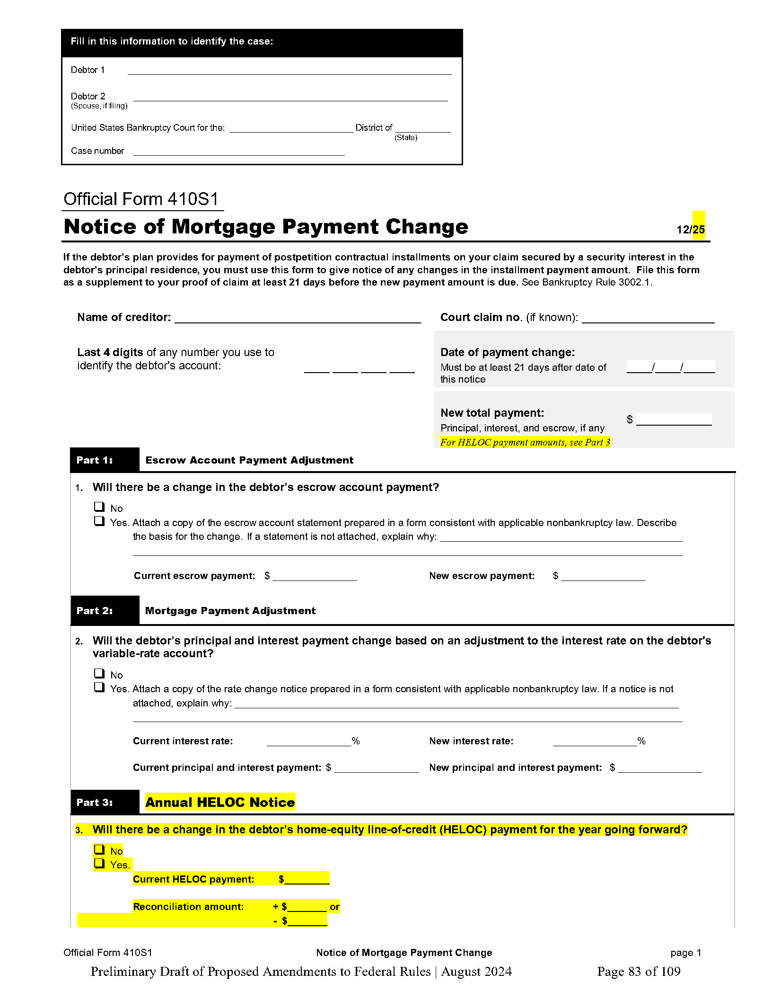 Fill in this information to identify the case:
Debtor 1
Debtor 2
(Spouse, if filing)
United States Bankruptcy Court for the: District of
(State)
Case number
Official Form 410S1
Notice of Mortgage Payment Change 12/25
If the debtor’s plan provides for payment of postpetition contractual installments on your claim secured by a security interest in the
debtor’s principal residence, you must use this form to give notice of any changes in the installment payment amount. File this form
as a supplement to your proof of claim at least 21 days before the new payment amount is due. See Bankruptcy Rule 3002.1.
Name of creditor: Court claim no. (if known):
Last 4 digits of any number you use to
identify the debtor’s account:
Date of payment change:
Must be at least 21 days after date of
this notice
/ /
New total payment:
Principal, interest, and escrow, if any
$
For HELOC payment amounts, see Part 3
Part 1: Escrow Account Payment Adjustment
1. Will there be a change in the debtor’s escrow account payment?
❑ No
❑ Yes. Attach a copy of the escrow account statement prepared in a form consistent with applicable nonbankruptcy law. Describe
the basis for the change. If a statement is not attached, explain why:
Current escrow payment: $ New escrow payment: $
Part 2: Mortgage Payment Adjustment
2. Will the debtor’s principal and interest payment change based on an adjustment to the interest rate on the debtor's
variable-rate account?
❑ No
❑ Yes. Attach a copy of the rate change notice prepared in a form consistent with applicable nonbankruptcy law. If a notice is not
attached, explain why:
Current interest rate: % New interest rate: %
Current principal and interest payment: $ New principal and interest payment: $
Part 3: Annual HELOC Notice
3. Will there be a change in the debtor’s home-equity line-of-credit (HELOC) payment for the year going forward?
❑ No
❑ Yes.
Current HELOC payment: $
Reconciliation amount: + $ or
- $
Official Form 410S1 Notice of Mortgage Payment Change page 1
Preliminary Draft of Proposed Amendments to Federal Rules | August 2024 Page 83 of 109